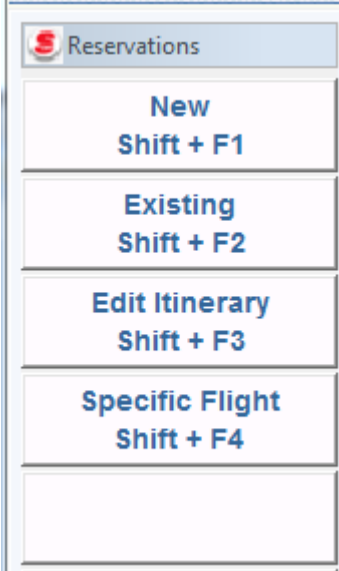 Reservations
New
Shift + F1
Existing
Shift + F2
Edit Itinerary
Shift + F3
Specific Flight
Shift + F4